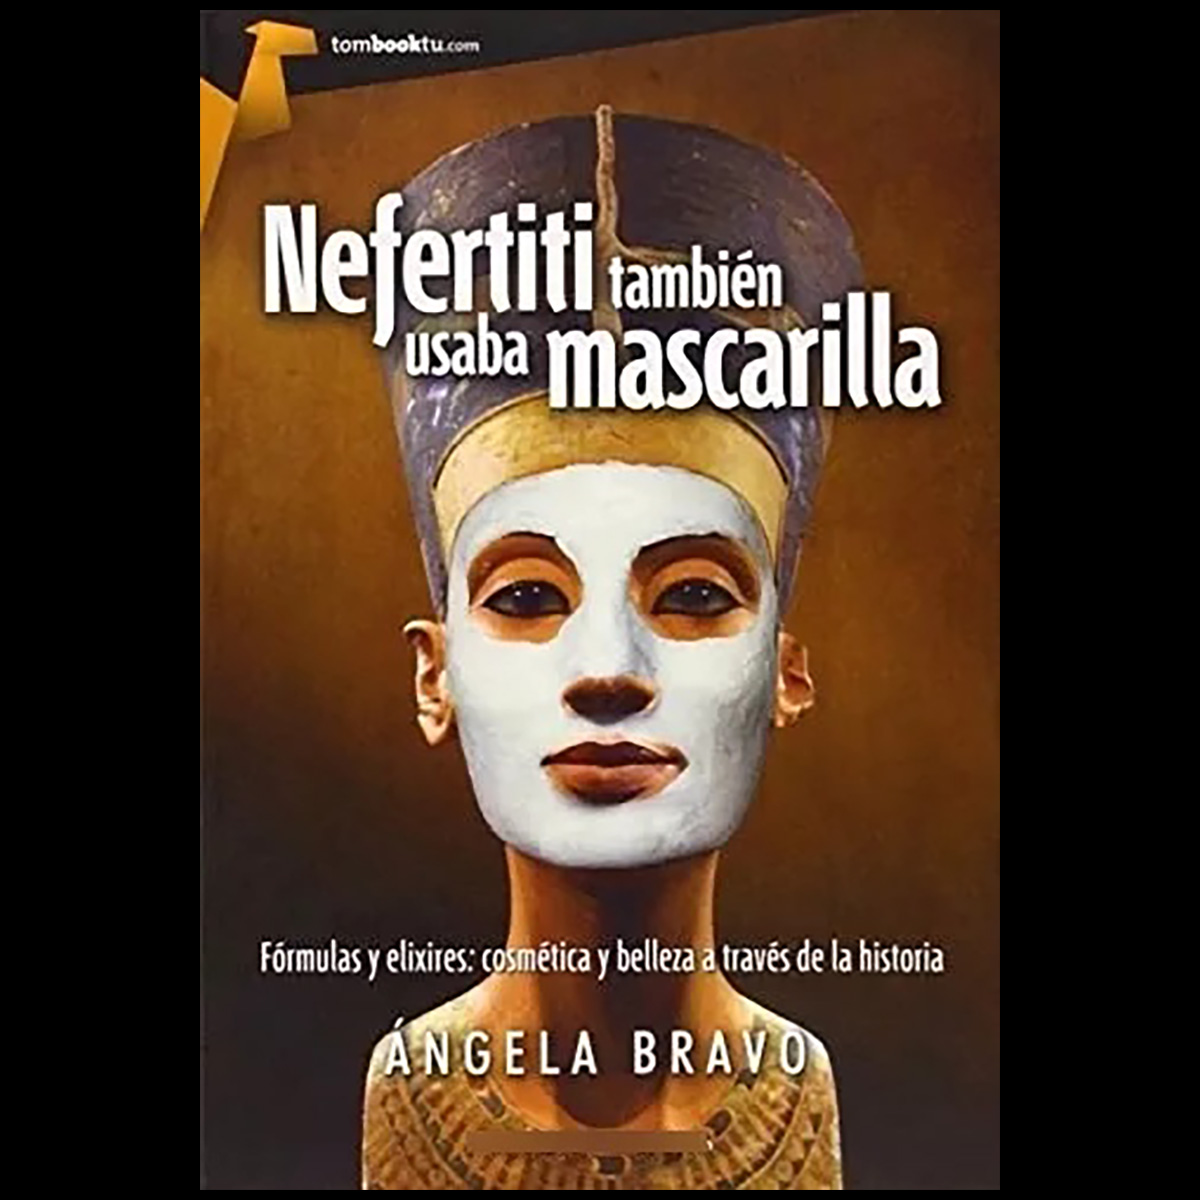 tombooktu.com
Nefertiti también
usaba mascarilla
Fórmulas y elixires: cosmética y belleza a través de la historia
ÁNGELA BRAVO